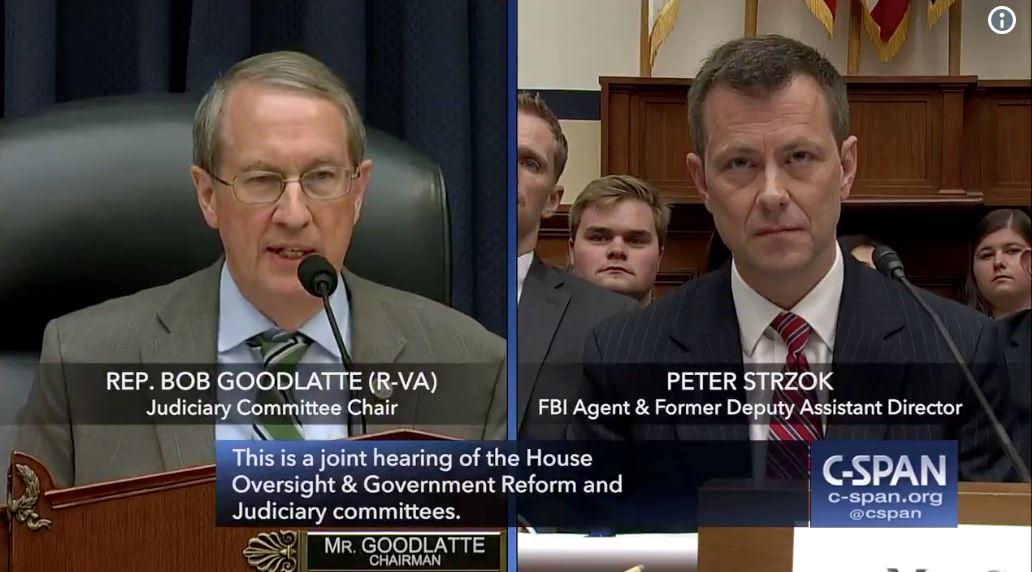 REP. BOB GOODLATTE (R-VA)
Judiciary Committee Chair
PETER STRZOK
FBI Agent & Former Deputy Assistant Director
This is a joint hearing of the House
Oversight & Government Reform and
Judiciary committees.
C-SPAN
c-span.org
@cspan
MR. GOODLATTE
CHAIRMAN